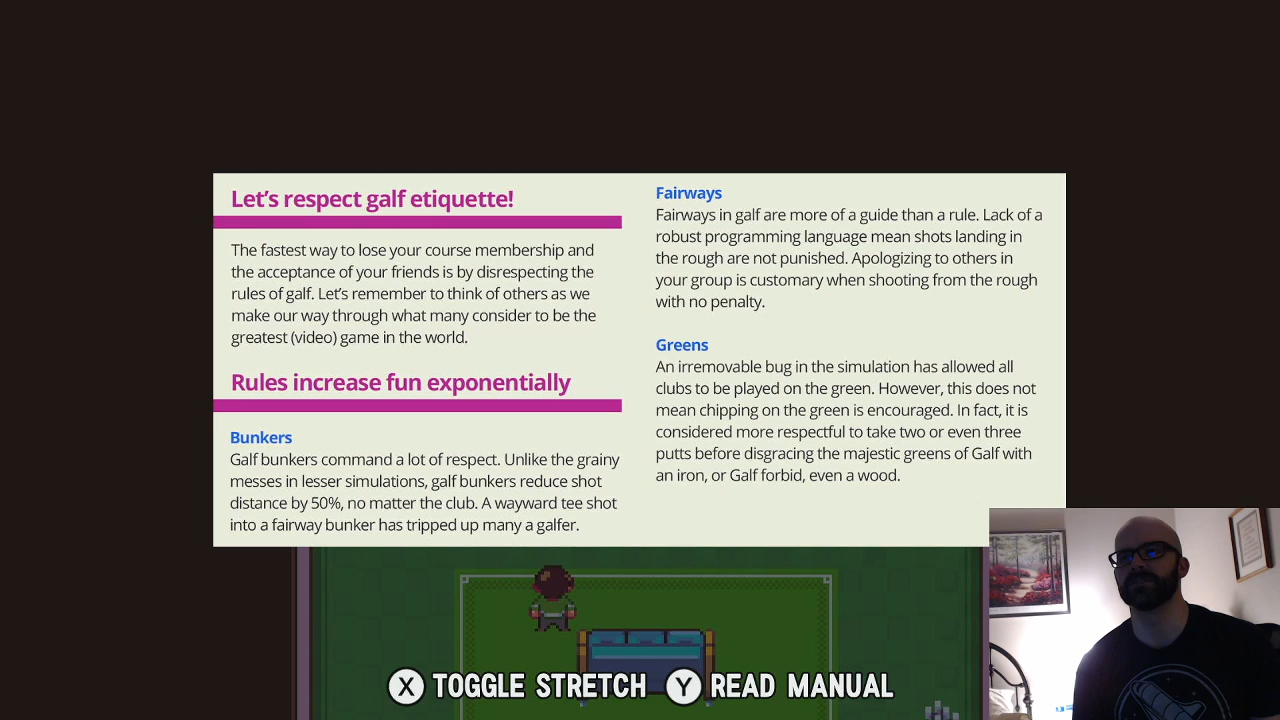 Let's respect galf etiquette!
The fastest way to lose your course membership and
the acceptance of your friends is by disrespecting the
rules of galf. Let's remember to think of others as we
make our way through what many consider to be the
greatest (video) game in the world.
Rules increase fun exponentially
Bunkers
Galf bunkers command a lot of respect. Unlike the grainy
messes in lesser simulations, galf bunkers reduce shot
distance by 50%, no matter the club. A wayward tee shot
into a fairway bunker has tripped up many a galfer.
Fairways
Fairways in galf are more of a guide than a rule. Lack of a
robust programming language mean shots landing in
the rough are not punished. Apologizing to others in
your group is customary when shooting from the rough
with no penalty.
Greens
An irremovable bug in the simulation has allowed all
clubs to be played on the green. However, this does not
mean chipping on the green is encouraged. In fact, it is
considered more respectful to take two or even three
putts before disgracing the majestic greens of Galf with
an iron, or Galf forbid, even a wood.
X TOGGLE STRETCH Y READ MANUAL